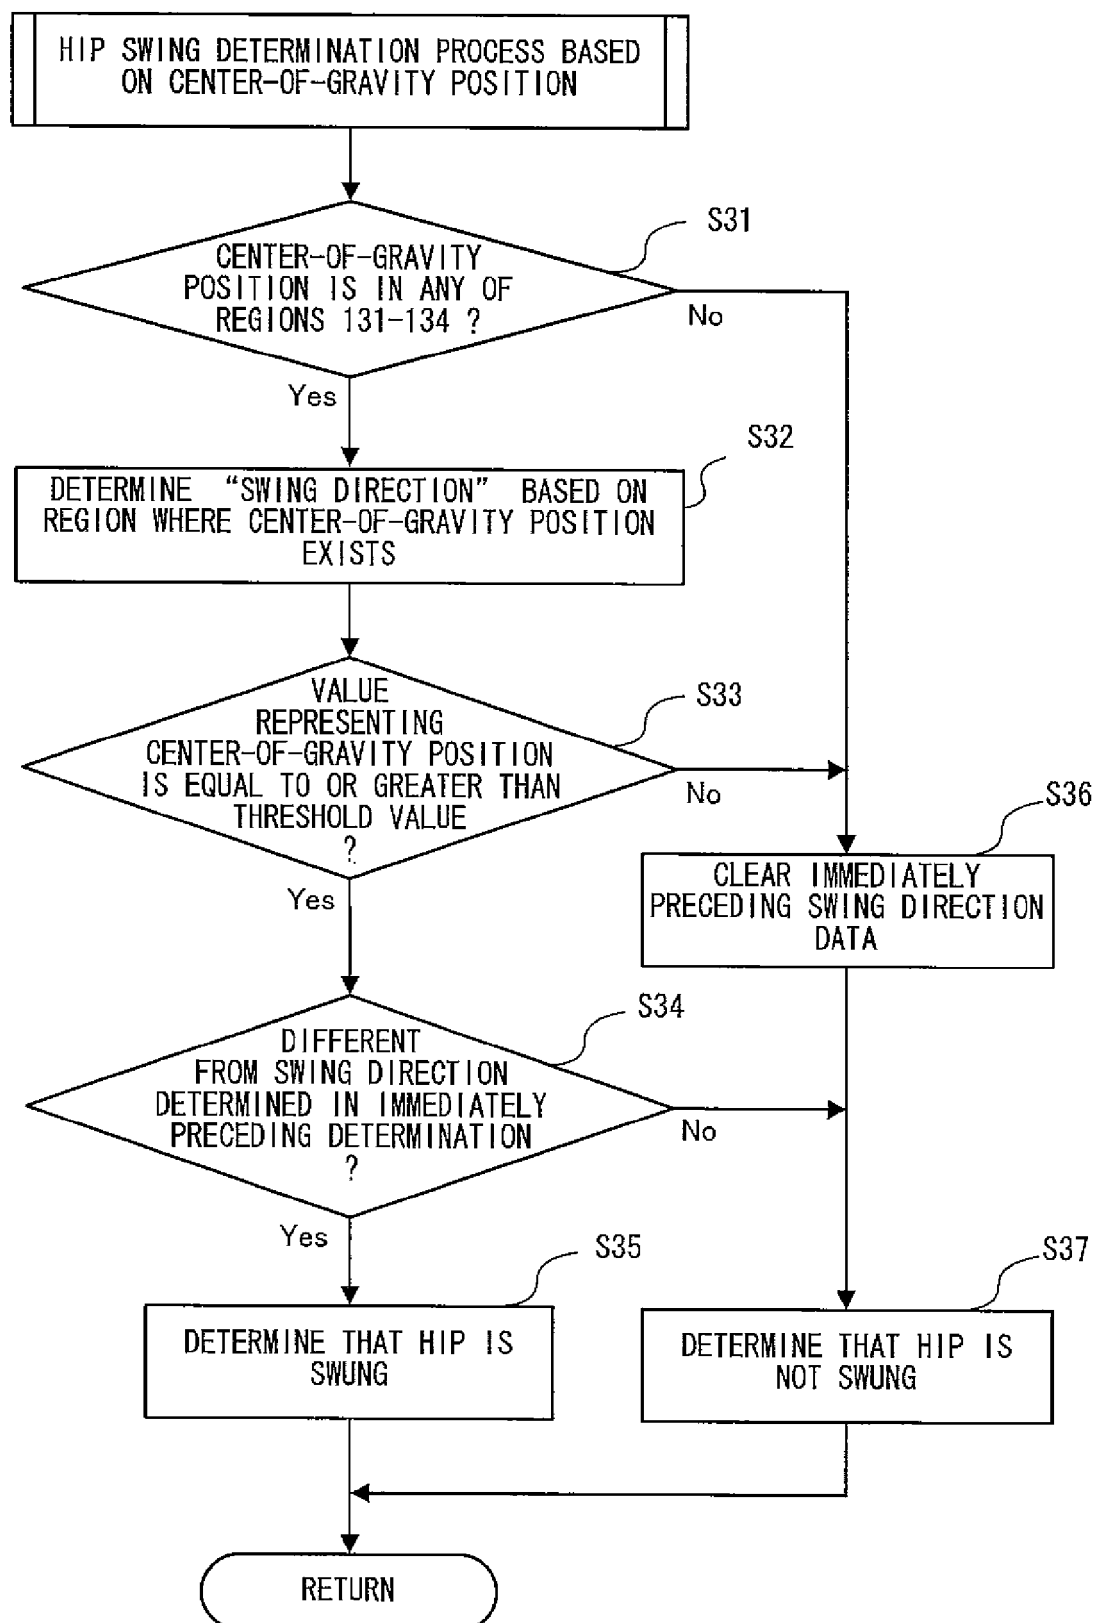 HIP SWING DETERMINATION PROCESS BASED
ON CENTER-OF-GRAVITY POSITION
S31
CENTER-OF-GRAVITY
POSITION IS IN ANY OF
REGIONS 131-134 ?
No
Yes
S32
DETERMINE “SWING DIRECTION” BASED ON
REGION WHERE CENTER-OF-GRAVITY POSITION
EXISTS
S33
VALUE
REPRESENTING
CENTER-OF-GRAVITY POSITION
IS EQUAL TO OR GREATER THAN
THRESHOLD VALUE
?
No
Yes
S36
CLEAR IMMEDIATELY
PRECEDING SWING DIRECTION
DATA
S34
DIFFERENT
FROM SWING DIRECTION
DETERMINED IN IMMEDIATELY
PRECEDING DETERMINATION
?
No
Yes
S35
DETERMINE THAT HIP IS
SWUNG
S37
DETERMINE THAT HIP IS
NOT SWUNG
RETURN